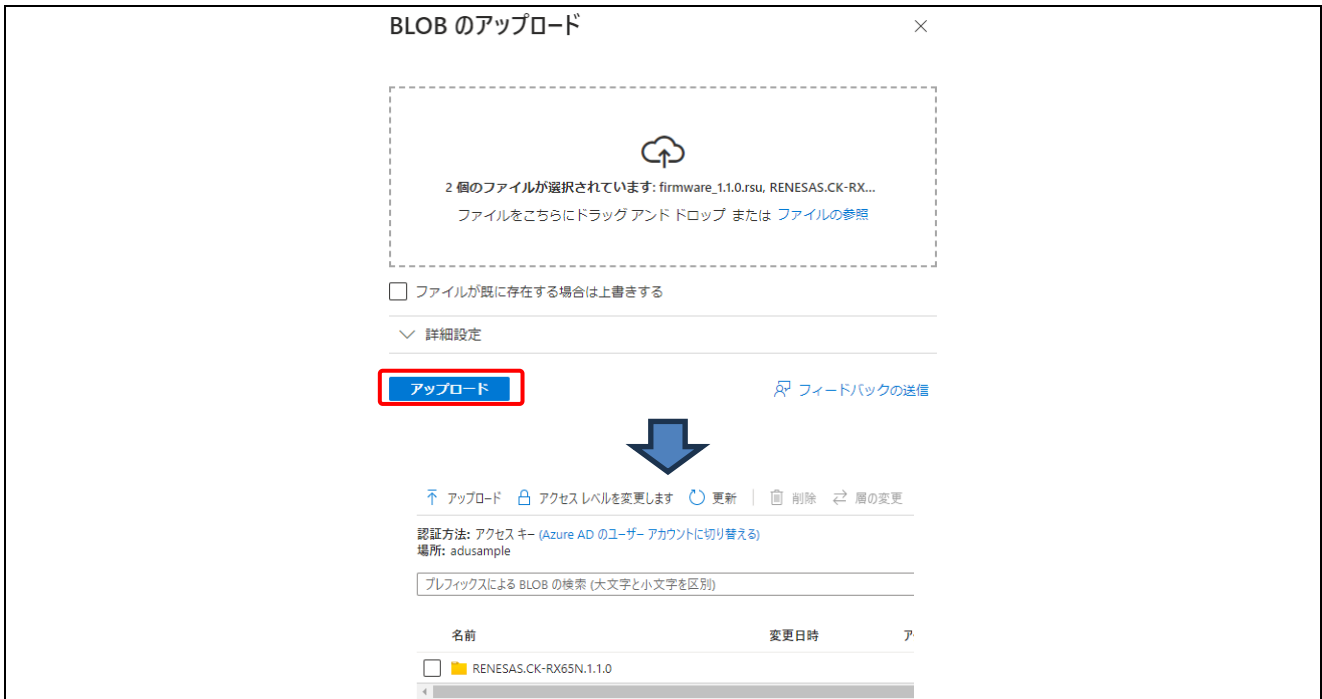 BLOB のアップロード
2 個のファイルが選択されています: firmware_1.1.0.rsu, RENESAS.CK-RX...
ファイルをこちらにドラッグ アンド ドロップ または ファイルの参照
ファイルが既に存在する場合は上書きする
詳細設定
アップロード
フィードバックの送信
アップロード アクセス レベルを変更します 更新 削除 層の変更
認証方法: アクセス キー (Azure AD のユーザー アカウントに切り替える)
場所: adusample
プレフィックスによる BLOB の検索 (大文字と小文字を区別)
名前 変更日時 ア
RENESAS.CK-RX65N.1.1.0